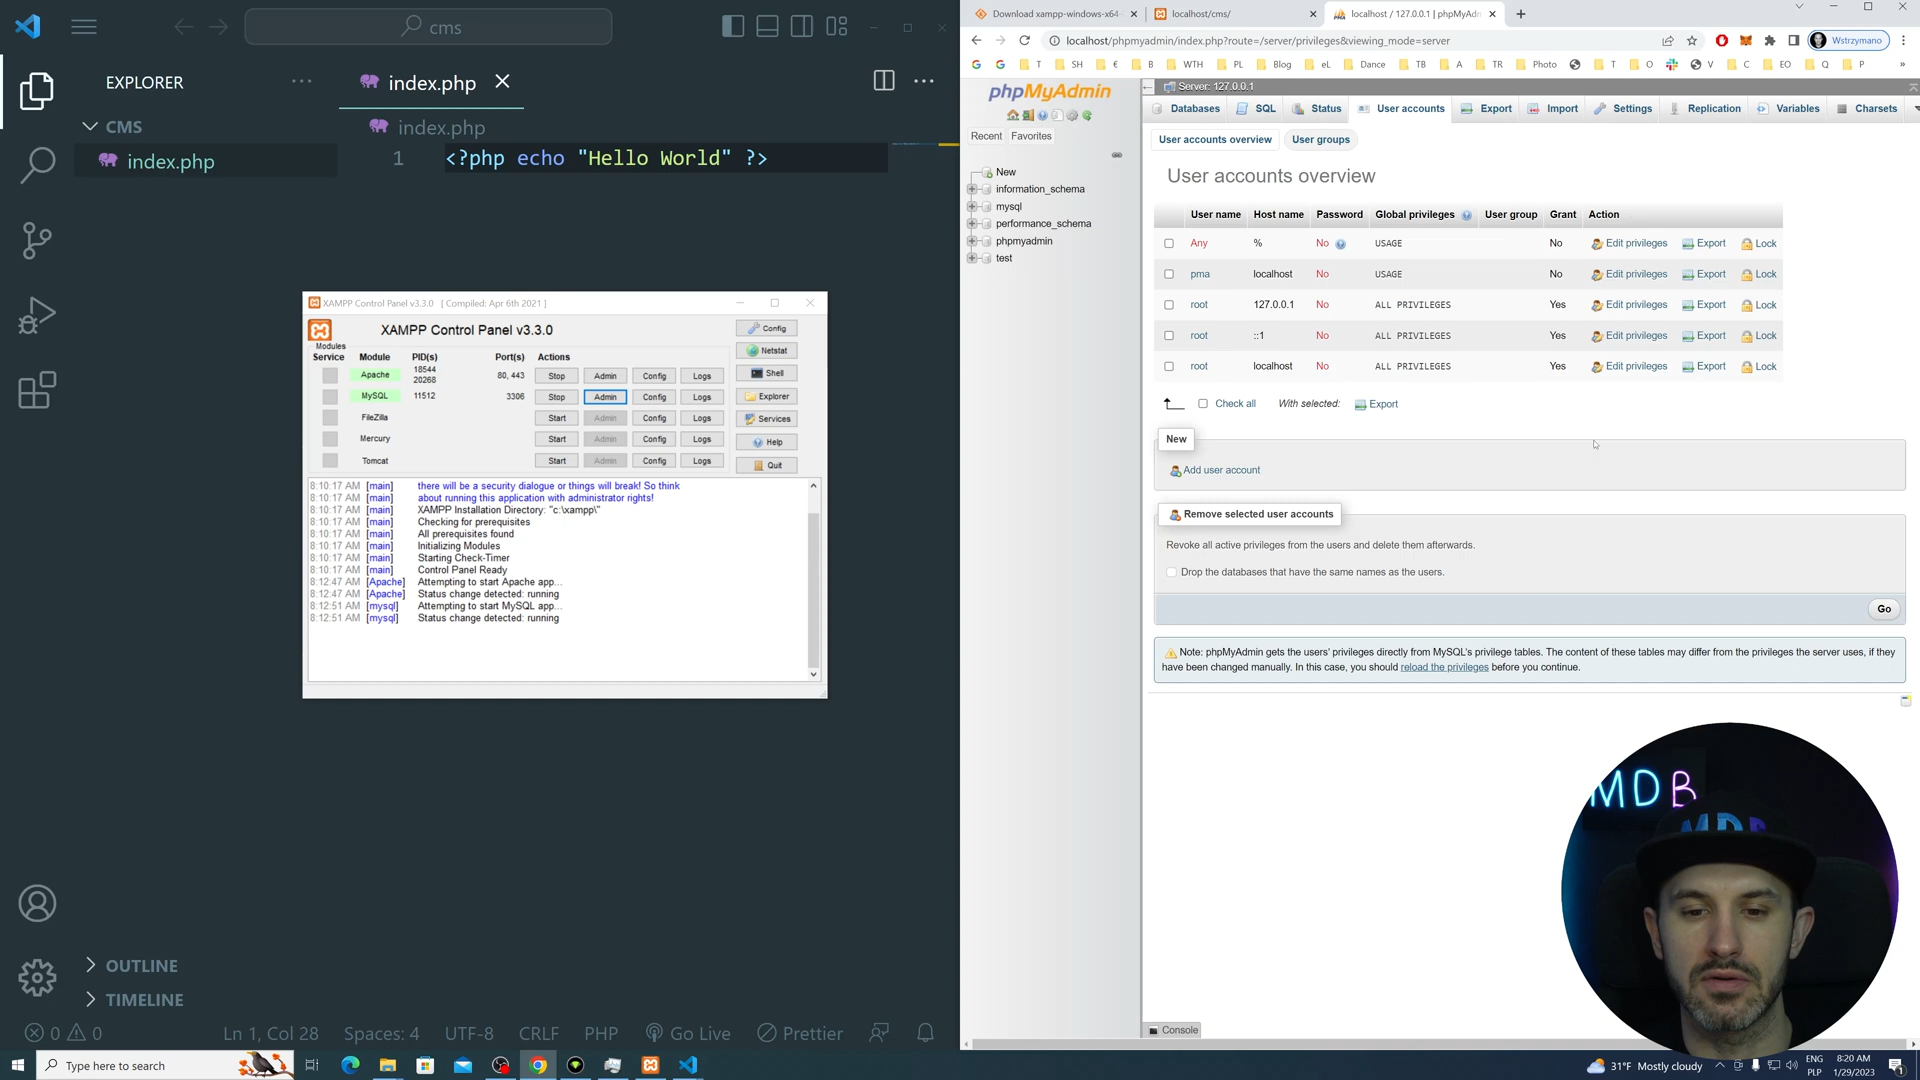 cms
EXPLORER
index.php
CMS
index.php
index.php
1
<?php echo "Hello World" ?>
XAMPP Control Panel v3.3.0 [ Compiled: Apr 6th 2021 ]
XAMPP Control Panel v3.3.0
Modules
Service Module PID(s) Port(s) Actions
Apache 18544 20268 80, 443 Stop Admin Config Logs
MySQL 11512 3306 Stop Admin Config Logs
FileZilla Start Admin Config Logs
Mercury Start Admin Config Logs
Tomcat Start Admin Config Logs
Config
Netstat
Shell
Explorer
Services
Help
Quit
8:10:17 AM [main] there will be a security dialogue or things will break! So think
8:10:17 AM [main] about running this application with administrator rights!
8:10:17 AM [main] XAMPP Installation Directory: "c:\xampp\"
8:10:17 AM [main] Checking for prerequisites
8:10:17 AM [main] All prerequisites found
8:10:17 AM [main] Initializing Modules
8:10:17 AM [main] Starting Check-Timer
8:10:17 AM [main] Control Panel Ready
8:12:47 AM [Apache] Attempting to start Apache app...
8:12:47 AM [Apache] Status change detected: running
8:12:51 AM [mysql] Attempting to start MySQL app...
8:12:51 AM [mysql] Status change detected: running
OUTLINE
TIMELINE
0 0 Ln 1, Col 28 Spaces: 4 UTF-8 CRLF PHP Go Live Prettier
Download xampp-windows-x64- localhost/cms/ localhost / 127.0.0.1 | phpMyAdm
localhost/phpmyadmin/index.php?route=/server/privileges&viewing_mode=server
Wstrzymano
T SH € B WTH PL Blog eL Dance TB A TR Photo T O V C EO Q P »
phpMyAdmin
Recent Favorites
New
information_schema
mysql
performance_schema
phpmyadmin
test
Server: 127.0.0.1
Databases SQL Status User accounts Export Import Settings Replication Variables Charsets
User accounts overview User groups
User accounts overview
User name Host name Password Global privileges User group Grant Action
Any % No USAGE No Edit privileges Export Lock
pma localhost No USAGE No Edit privileges Export Lock
root 127.0.0.1 No ALL PRIVILEGES Yes Edit privileges Export Lock
root ::1 No ALL PRIVILEGES Yes Edit privileges Export Lock
root localhost No ALL PRIVILEGES Yes Edit privileges Export Lock
Check all With selected: Export
New
Add user account
Remove selected user accounts
Revoke all active privileges from the users and delete them afterwards.
Drop the databases that have the same names as the users.
Go
Note: phpMyAdmin gets the users' privileges directly from MySQL's privilege tables. The content of these tables may differ from the privileges the server uses, if they
have been changed manually. In this case, you should reload the privileges before you continue.
MDB
MDB
Console
Type here to search
31°F Mostly cloudy
ENG
PLP
8:20 AM
1/29/2023
1